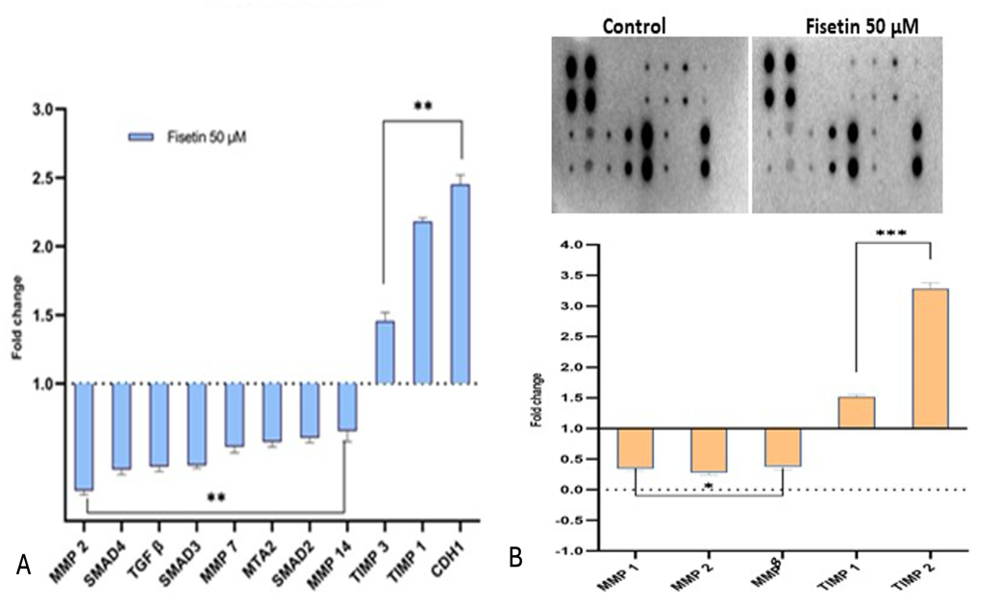 Control Fisetin 50 µM
** 
3.0
Fisetin 50 µM
2.5
2.0
1.5
1.0
Fold change
**
MMP 2 SMAD4 TGF β SMAD3 MMP 7 MTA2 SMAD2 MMP 14 TIMP 3 TIMP 1 CDH1
A
***
4.0
3.5
3.0
2.5
2.0
1.5
1.0
0.5
0.0
-0.5
-1.0
Fold change
*
MMP 1 MMP 2 MMP8 TIMP 1 TIMP 2
B